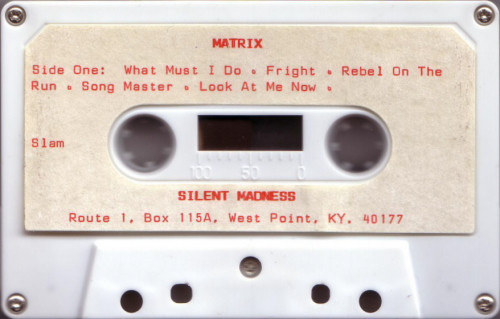 MATRIX
Side One: What Must I Do * Fright * Rebel On The
Run * Song Master * Look At Me Now *
Slam
100 50 0
SILENT MADNESS
Route 1, Box 115A, West Point, KY. 40177